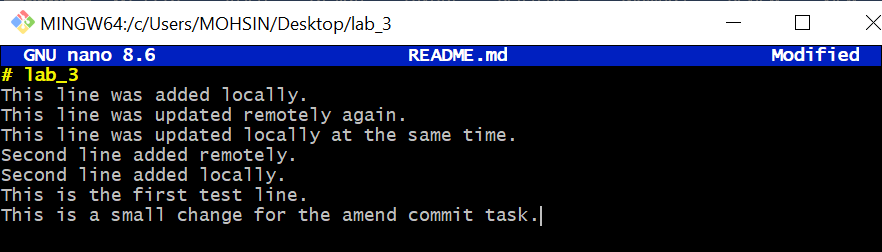 MINGW64:/c/Users/MOHSIN/Desktop/lab_3
GNU nano 8.6 README.md Modified
# lab_3
This line was added locally.
This line was updated remotely again.
This line was updated locally at the same time.
Second line added remotely.
Second line added locally.
This is the first test line.
This is a small change for the amend commit task.